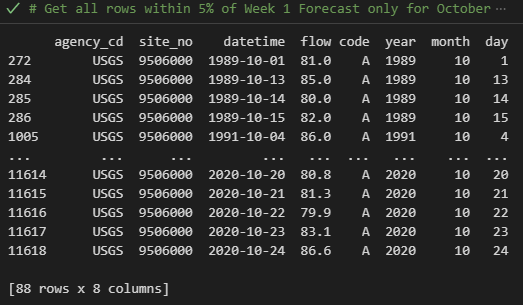 # Get all rows within 5% of Week 1 Forecast only for October ...
agency_cd site_no datetime flow code year month day
272 USGS 9506000 1989-10-01 81.0 A 1989 10 1
284 USGS 9506000 1989-10-13 85.0 A 1989 10 13
285 USGS 9506000 1989-10-14 80.0 A 1989 10 14
286 USGS 9506000 1989-10-15 82.0 A 1989 10 15
1005 USGS 9506000 1991-10-04 86.0 A 1991 10 4
... ... ... ... ... ... ... ... ...
11614 USGS 9506000 2020-10-20 80.8 A 2020 10 20
11615 USGS 9506000 2020-10-21 81.3 A 2020 10 21
11616 USGS 9506000 2020-10-22 79.9 A 2020 10 22
11617 USGS 9506000 2020-10-23 83.1 A 2020 10 23
11618 USGS 9506000 2020-10-24 86.6 A 2020 10 24
[88 rows x 8 columns]